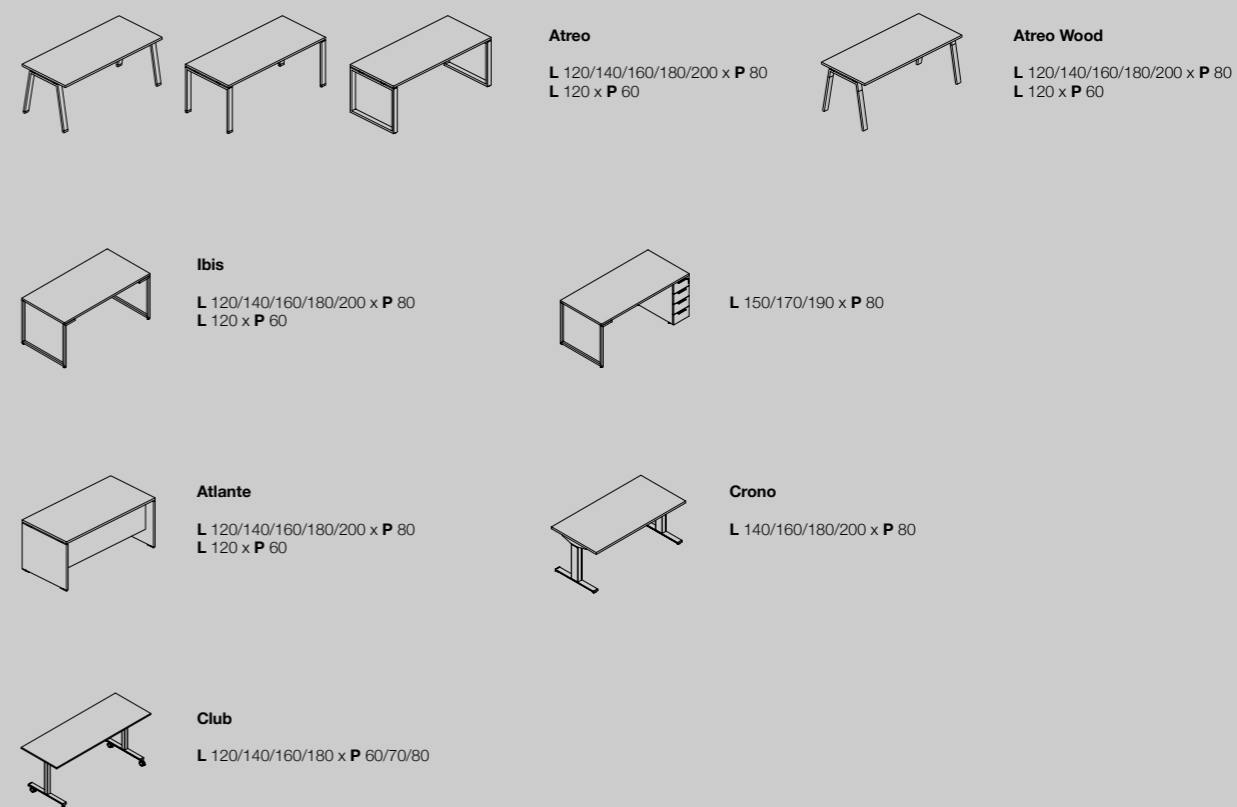 Atreo
L 120/140/160/180/200 x P 80
L 120 x P 60
Atreo Wood
L 120/140/160/180/200 x P 80
L 120 x P 60
Ibis
L 120/140/160/180/200 x P 80
L 120 x P 60
L 150/170/190 x P 80
Atlante
L 120/140/160/180/200 x P 80
L 120 x P 60
Crono
L 140/160/180/200 x P 80
Club
L 120/140/160/180 x P 60/70/80